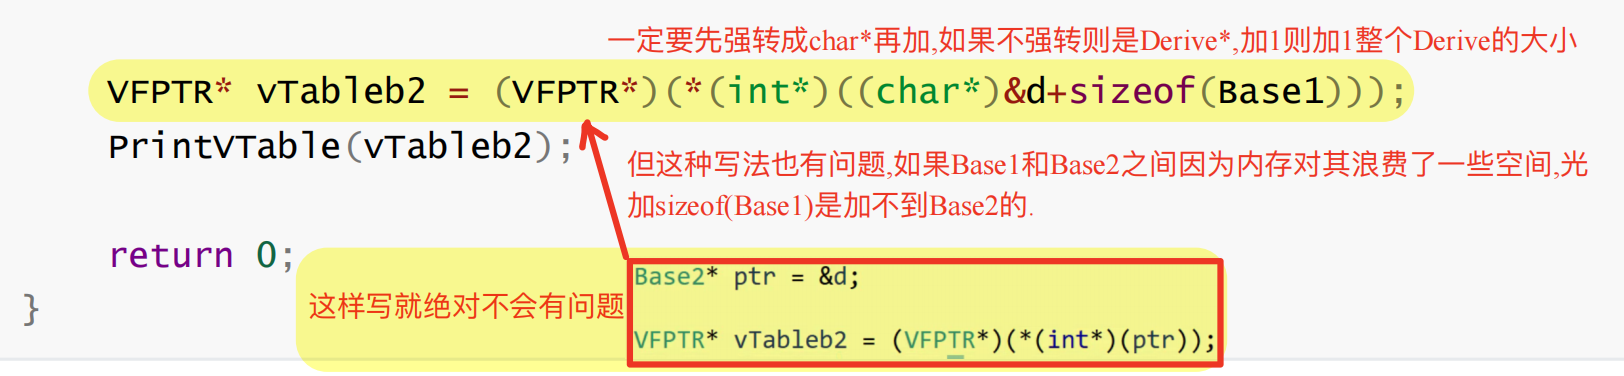 一定要先强转成char*再加,如果不强转则是Derive*,加1则加1整个Derive的大小
VFPTR* vTableb2 = (VFPTR*)(*(int*)((char*)&d+sizeof(Base1)));
PrintVTable(vTableb2);
但这种写法也有问题,如果Base1和Base2之间因为内存对其浪费了一些空间,光
加sizeof(Base1)是加不到Base2的.
return 0;
Base2* ptr = &d;
这样写就绝对不会有问题
VFPTR* vTableb2 = (VFPTR*)(*(int*)(ptr));
}